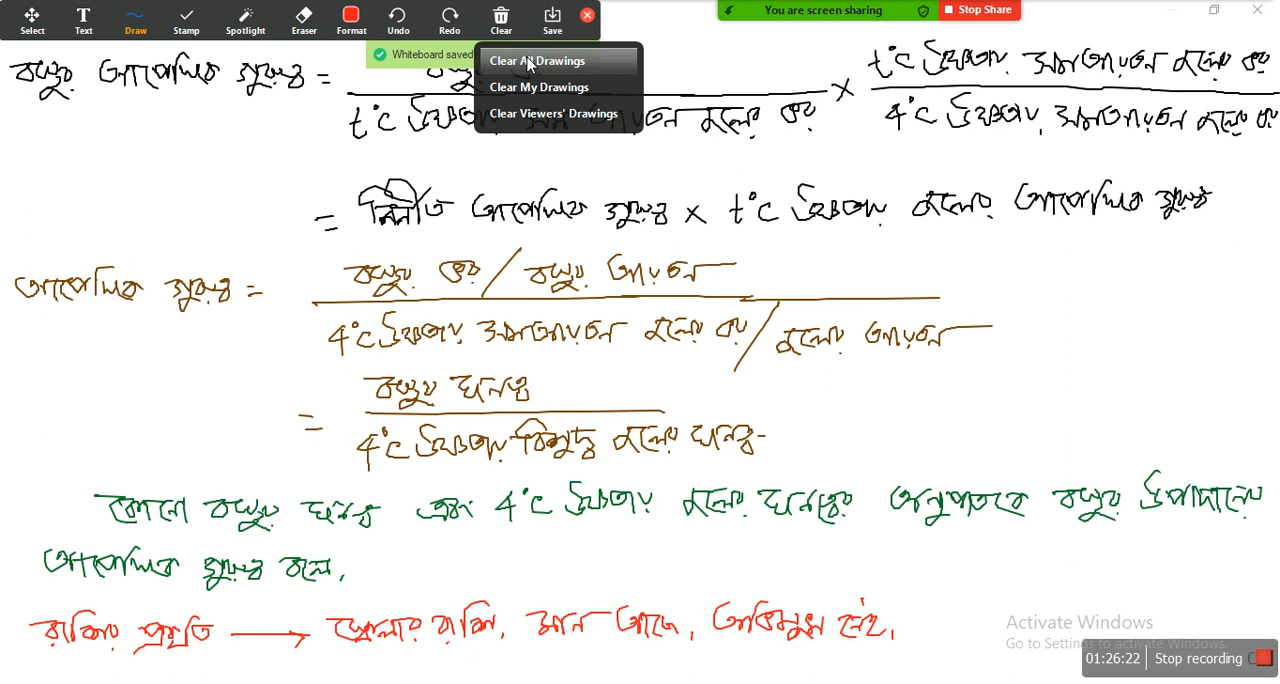 Select Text Draw Stamp Spotlight Eraser Format Undo Redo Clear Save
You are screen sharing Stop Share
Whiteboard saved
Clear All Drawings
Clear My Drawings
Clear Viewers' Drawings
বস্তুর আপেক্ষিক গুরুত্ব = × t°C উষ্ণতায় সমআয়তন জলের ভর
t°C জলের ভর 4°C উষ্ণতায় সমআয়তন জলের ভর
= নির্ণীত আপেক্ষিক গুরুত্ব × t°C উষ্ণতায় জলের আপেক্ষিক গুরুত্ব
আপেক্ষিক গুরুত্ব = বস্তুর ভর / বস্তুর আয়তন
4°C উষ্ণতায় সমআয়তন জলের ভর / জলের আয়তন
= বস্তুর ঘনত্ব
4°C উষ্ণতায় বিশুদ্ধ জলের ঘনত্ব
কোনো বস্তুর ঘনত্ব এবং 4°C উষ্ণতায় জলের ঘনত্বের অনুপাতকে বস্তুর উপাদানের
আপেক্ষিক গুরুত্ব বলে,
রাশির প্রকৃতি → স্কেলার রাশি, মান আছে, অভিমুখ নেই,
Activate Windows
Go to Settings to activate Windows.
01:26:22 Stop recording